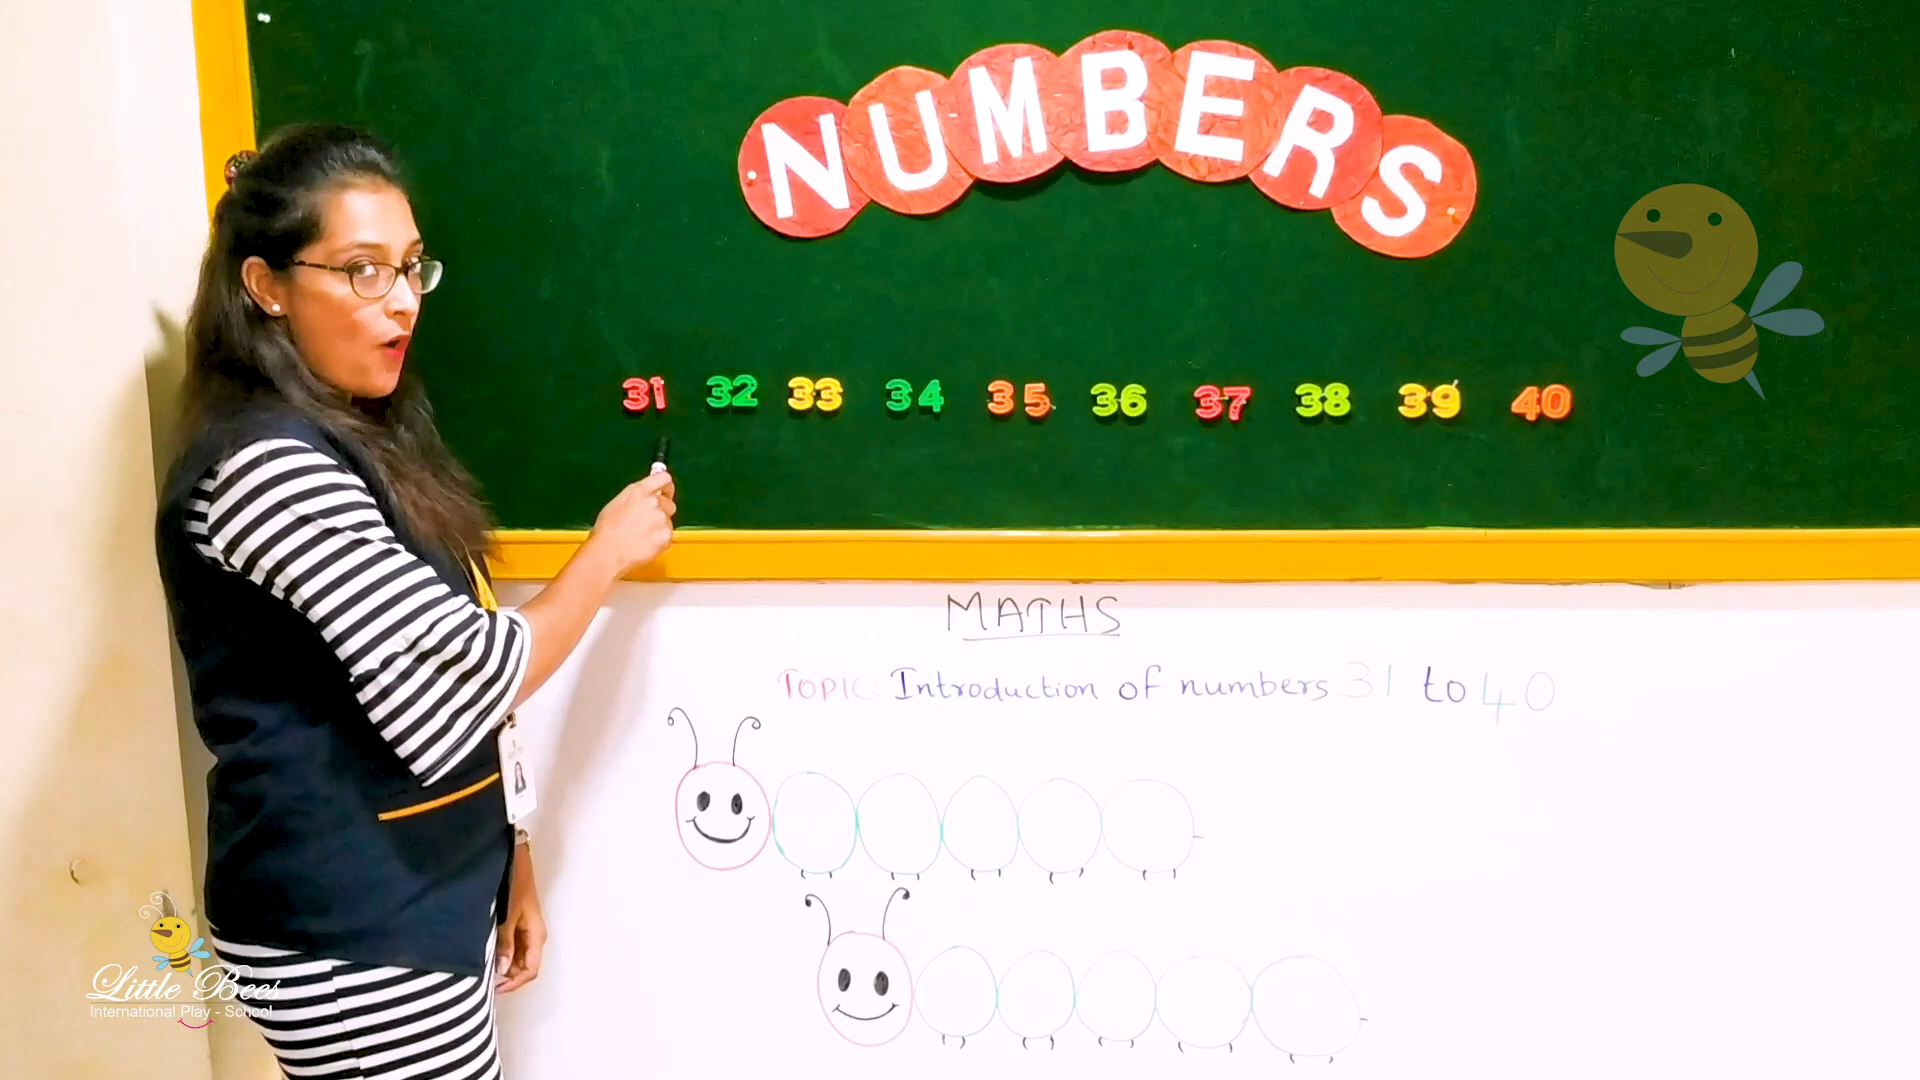 NUMBERS
31 32 33 34 35 36 37 38 39 40
MATHS
TOPIC: Introduction of numbers 31 to 40
Little Bees
International Play - School